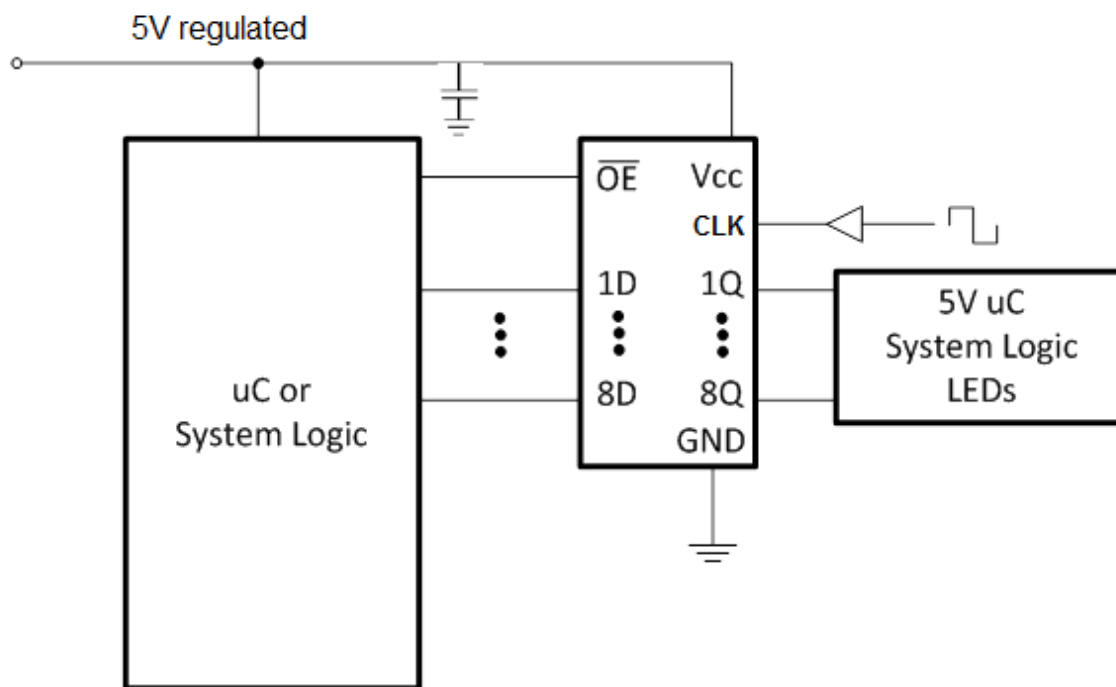 5V regulated
OE Vcc
CLK
1D 1Q
8D 8Q
GND
uC or
System Logic
5V uC
System Logic
LEDs